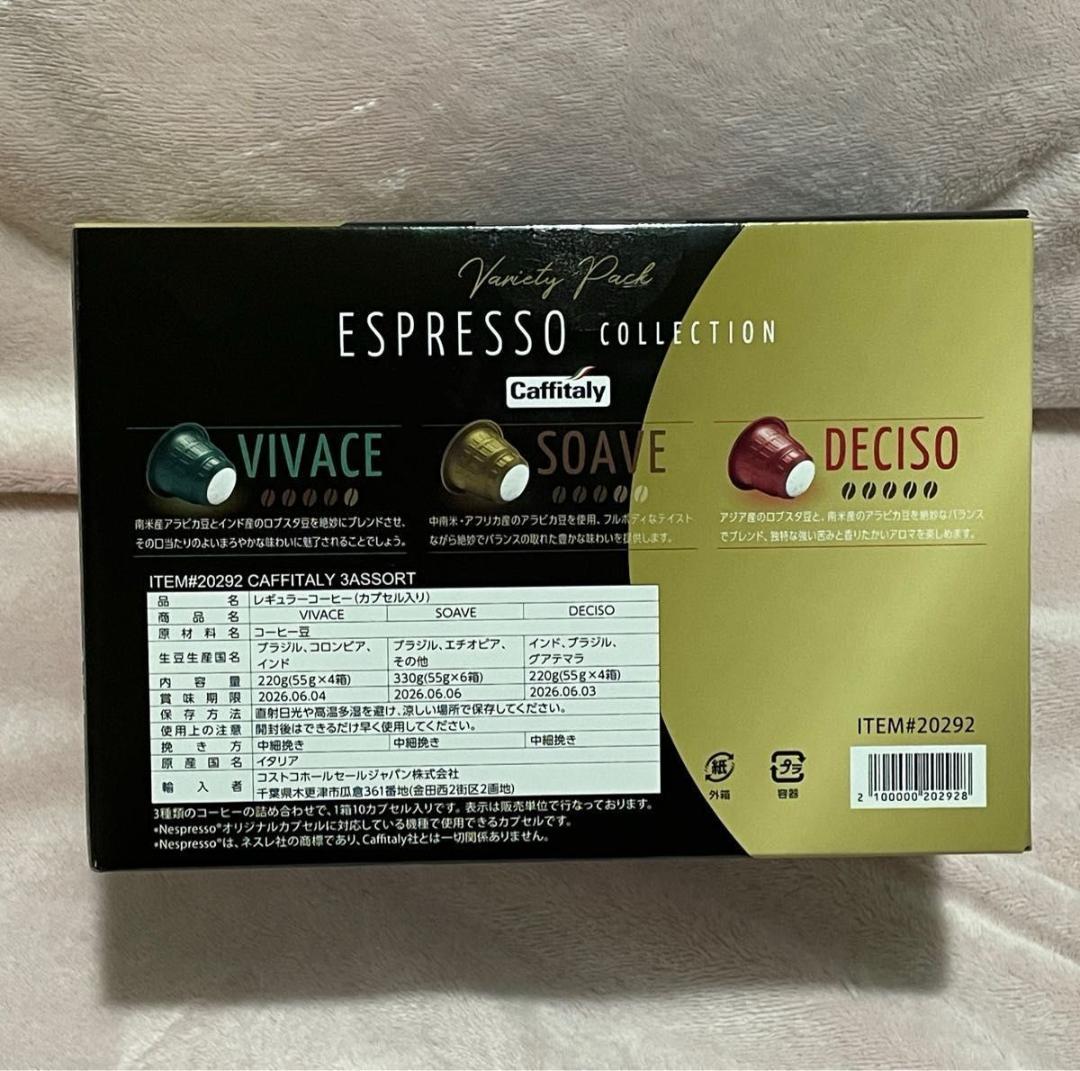 Variety Pack
ESPRESSO COLLECTION
Caffitaly
VIVACE
南米産アラビカ豆とインド産のロブスタ豆を絶妙にブレンドさせ、
その口当たりのよいまろやかな味わいに魅了されることでしょう。
SOAVE
中南米・アフリカ産のアラビカ豆を使用、フルボディなテイスト
ながら絶妙でバランスの取れた豊かな味わいを提供します。
DECISO
アジア産のロブスタ豆と、南米産のアラビカ豆を絶妙なバランス
でブレンド、独特な強い苦みと香りたかいアロマを楽しめます。
ITEM#20292 CAFFITALY 3ASSORT
品名 レギュラーコーヒー(カプセル入り)
商品名 VIVACE SOAVE DECISO
原材料名 コーヒー豆
生豆生産国名 ブラジル、コロンビア、インド ブラジル、エチオピア、その他 インド、ブラジル、グアテマラ
内容量 220g(55g×4箱) 330g(55g×6箱) 220g(55g×4箱)
賞味期限 2026.06.04 2026.06.06 2026.06.03
保存方法 直射日光や高温多湿を避け、涼しい場所で保存してください。
使用上の注意 開封後はできるだけ早く使用してください。
挽き方 中細挽き 中細挽き 中細挽き
原産国名 イタリア
輸入者 コストコホールセールジャパン株式会社
千葉県木更津市瓜倉361番地(金田西2街区2画地)
3種類のコーヒーの詰め合わせで、1箱10カプセル入りです。表示は販売単位で行なっております。
*Nespresso®オリジナルカプセルに対応している機種で使用できるカプセルです。
*Nespresso®は、ネスレ社の商標であり、Caffitaly社とは一切関係ありません。
紙
外箱
プラ
容器
ITEM#20292
2 100000 202928